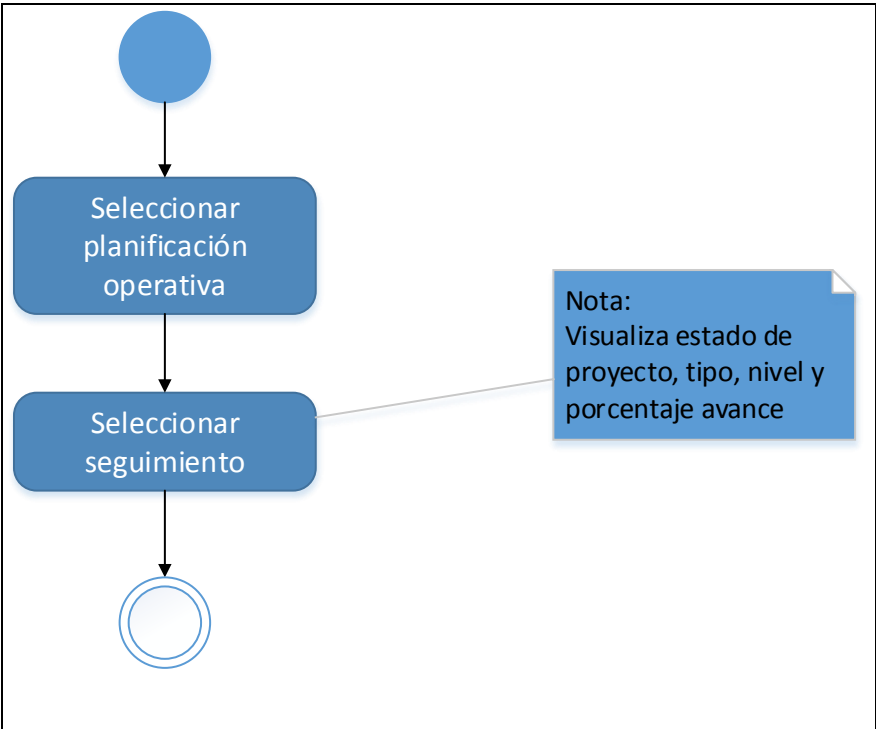 Seleccionar
planificación
operativa
Nota:
Visualiza estado de
proyecto, tipo, nivel y
porcentaje avance
Seleccionar
seguimiento